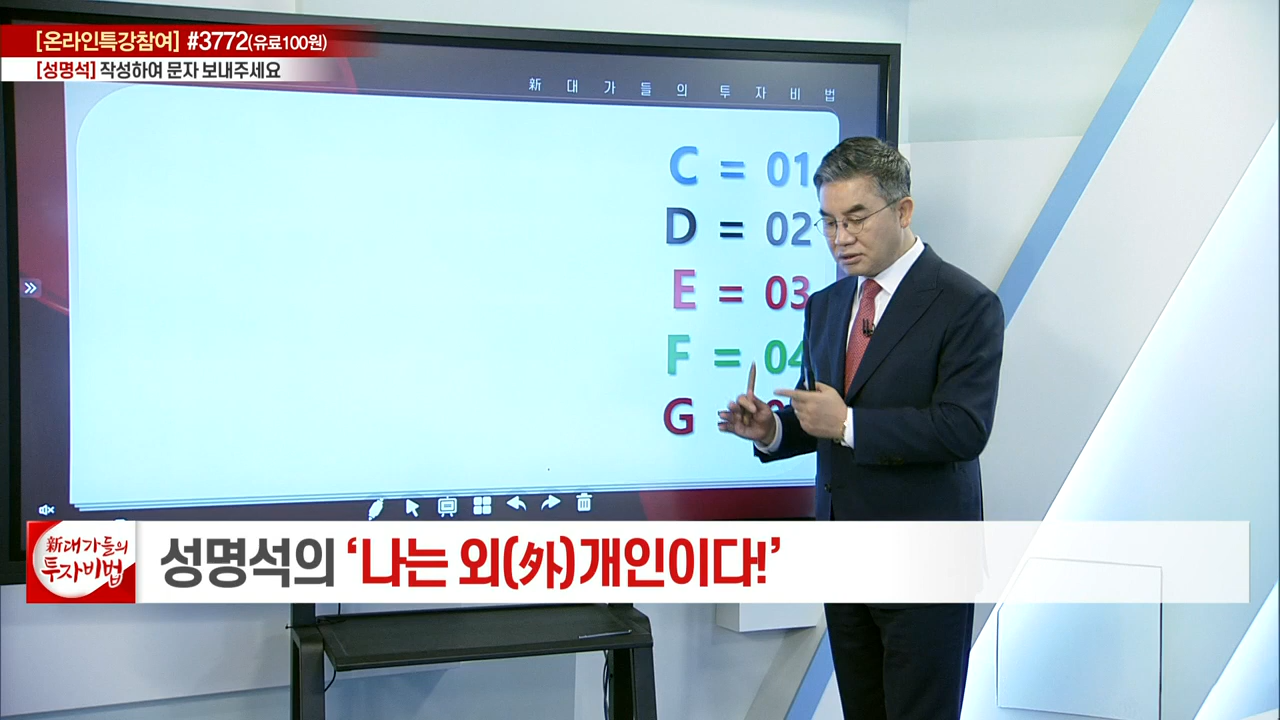 [온라인특강참여] #3772(유료100원)
[성명석] 작성하여 문자 보내주세요
新 대 가 들 의 투 자 비 법
C = 01
D = 02
E = 03
F = 04
G
新대가들의
투자비법
성명석의 ‘나는 외(外)개인이다!’